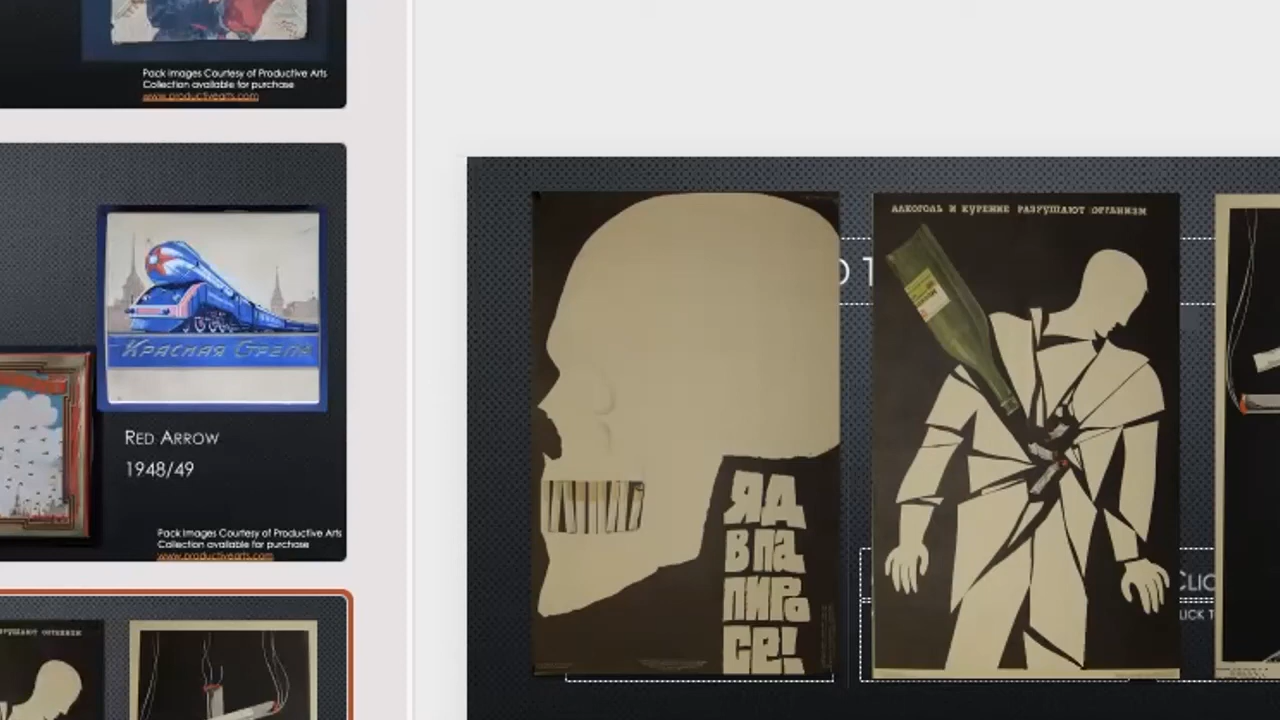 Pack Images Courtesy of Productive Arts
Collection available for purchase
www.productivearts.com
КРАСНАЯ СТРЕЛА
RED ARROW
1948/49
Pack Images Courtesy of Productive Arts
Collection available for purchase
www.productivearts.com
ЯД
В ПА
ПИРО
СЕ!
АЛКОГОЛЬ И КУРЕНИЕ РАЗРУШАЮТ ОРГАНИЗМ
ОРГАНИЗМ